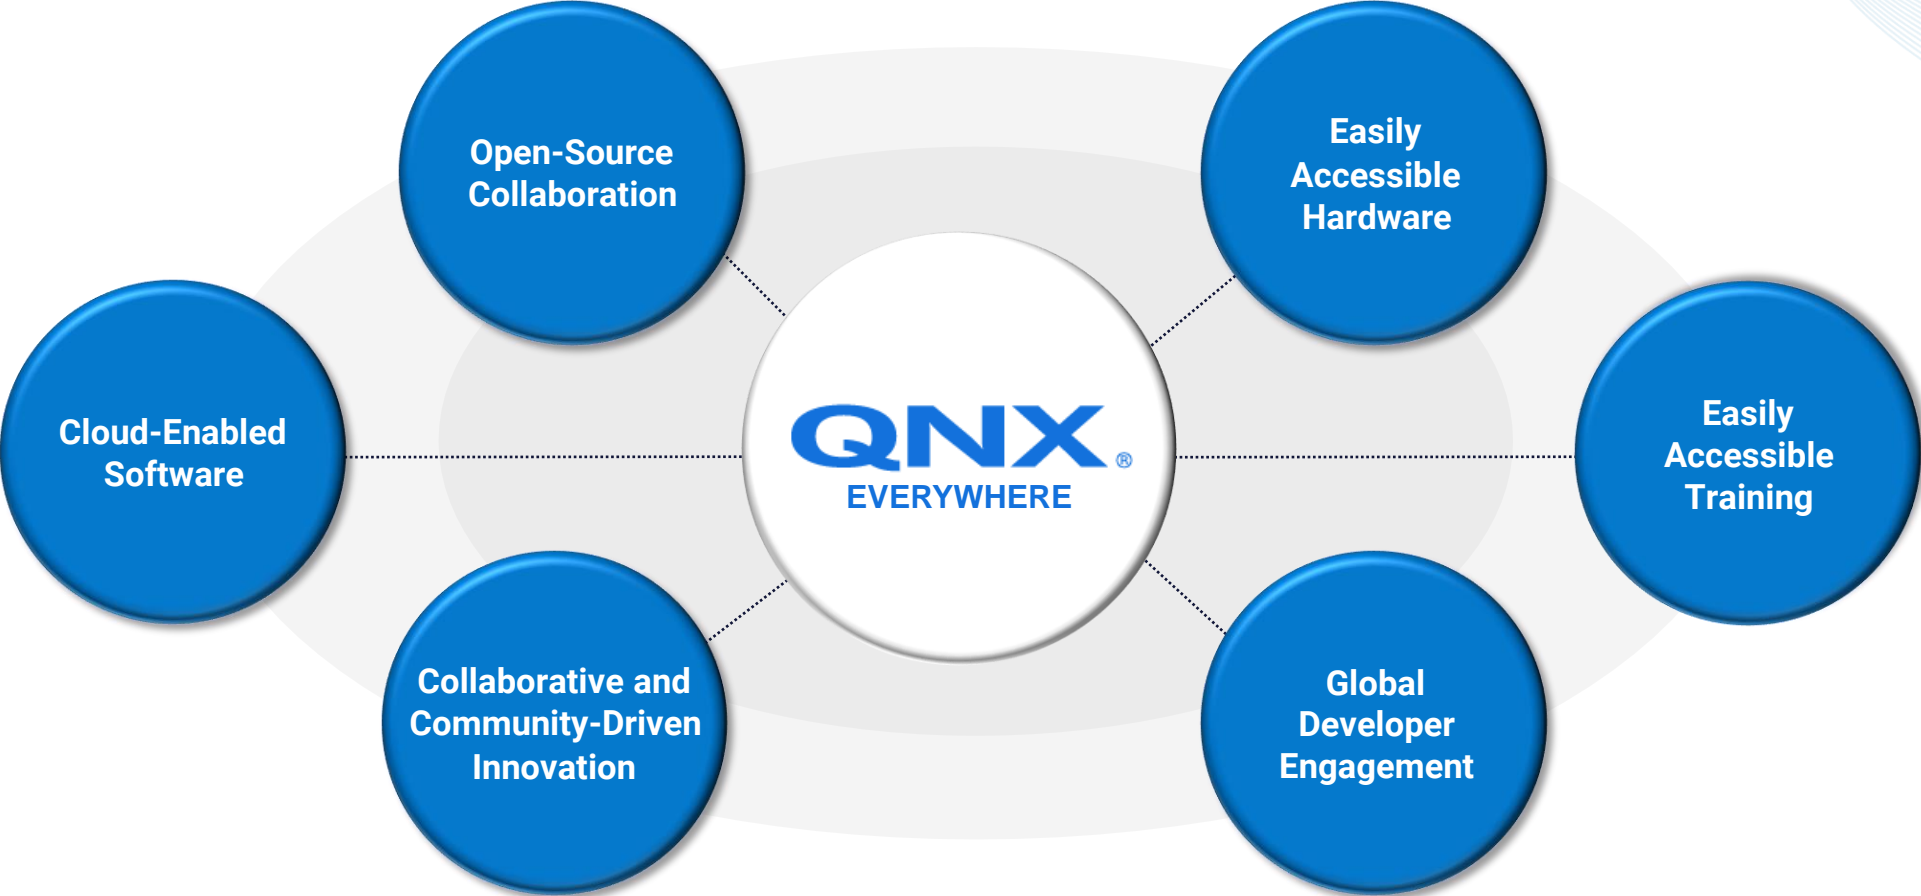 Open-Source
Collaboration
Easily
Accessible
Hardware
Cloud-Enabled
Software
QNX®
EVERYWHERE
Easily
Accessible
Training
Collaborative and
Community-Driven
Innovation
Global
Developer
Engagement